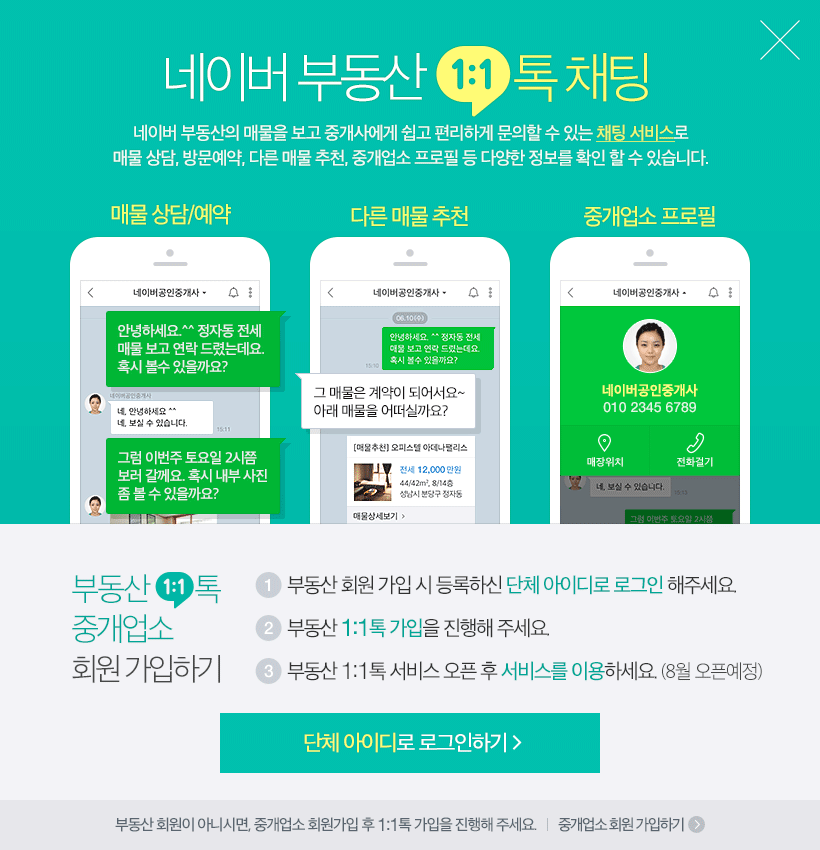 네이버 부동산 1:1 톡 채팅
네이버 부동산의 매물을 보고 중개사에게 쉽고 편리하게 문의할 수 있는 채팅 서비스로
매물 상담, 방문예약, 다른 매물 추천, 중개업소 프로필 등 다양한 정보를 확인 할 수 있습니다.
매물 상담/예약
네이버공인중개사
안녕하세요.^^ 정자동 전세
매물 보고 연락 드렸는데요.
혹시 볼수 있을까요?
네이버공인중개사
네, 안녕하세요 ^^
네, 보실 수 있습니다.
15:11
그럼 이번주 토요일 2시쯤
보러 갈께요. 혹시 내부 사진
좀 볼 수 있을까요?
다른 매물 추천
네이버공인중개사
06.10(수)
안녕하세요. ^^ 정자동 전세
매물 보고 연락 드렸는데요.
혹시 볼수 있을까요?
15:10
그 매물은 계약이 되어서요~
아래 매물을 어떠실까요?
[매물추천] 오피스텔 아데나팰리스
전세 12,000만원
44/42m², 8/14층
성남시 분당구 정자동
매물상세보기 >
중개업소 프로필
네이버공인중개사
네이버공인중개사
010 2345 6789
매장위치
전화걸기
네, 보실 수 있습니다.
15:13
그럼 이번주 토요일 2시쯤
부동산 1:1 톡
중개업소
회원 가입하기
1 부동산 회원 가입 시 등록하신 단체 아이디로 로그인 해주세요.
2 부동산 1:1톡 가입을 진행해 주세요.
3 부동산 1:1톡 서비스 오픈 후 서비스를 이용하세요. (8월 오픈예정)
단체 아이디로 로그인하기 >
부동산 회원이 아니시면, 중개업소 회원가입 후 1:1톡 가입을 진행해 주세요. | 중개업소 회원 가입하기 >